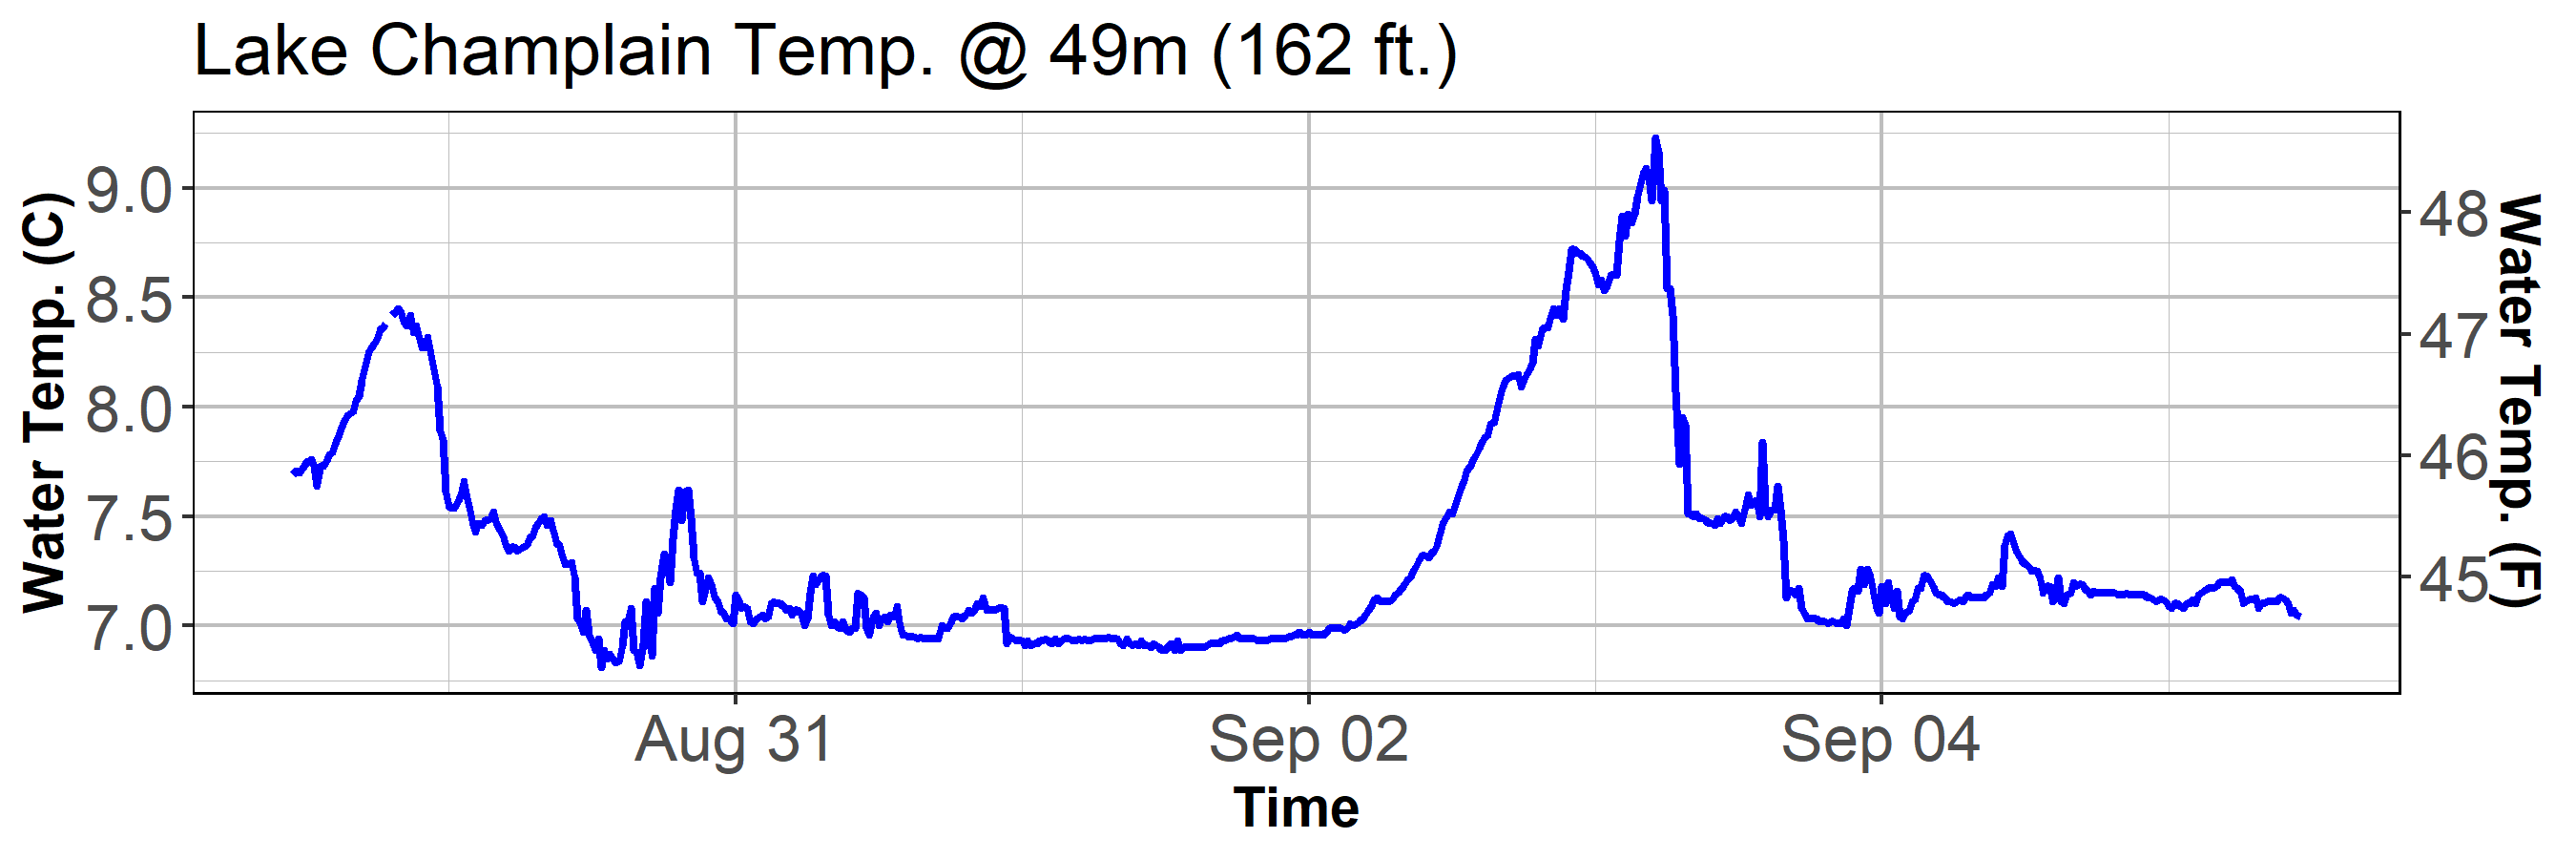 Lake Champlain Temp. @ 49m (162 ft.)
Water Temp. (C)
9.0
8.5
8.0
7.5
7.0
48
47
46
45
Water Temp. (F)
Aug 31
Sep 02
Sep 04
Time